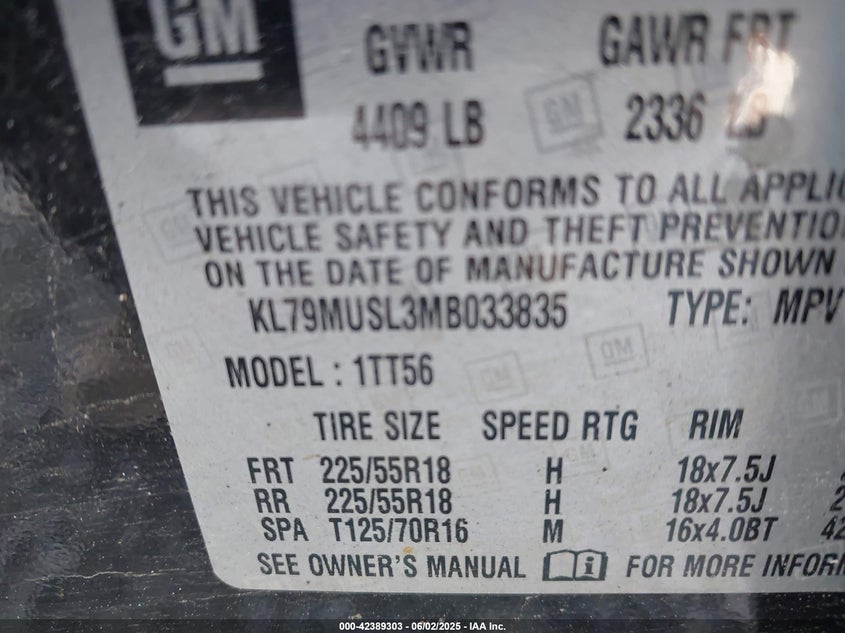 GM
GVWR GAWR FRT
4409 LB 2336 LB
THIS VEHICLE CONFORMS TO ALL
VEHICLE SAFETY AND THEFT PREVENTION
ON THE DATE OF MANUFACTURE SHOWN
KL79MUSL3MB033835 TYPE: MPV
MODEL : 1TT56
TIRE SIZE SPEED RTG RIM
FRT 225/55R18 H 18x7.5J
RR 225/55R18 H 18x7.5J
SPA T125/70R16 M 16x4.0BT
SEE OWNER'S MANUAL FOR MORE
000-42389303 - 06/02/2025 - IAA Inc.